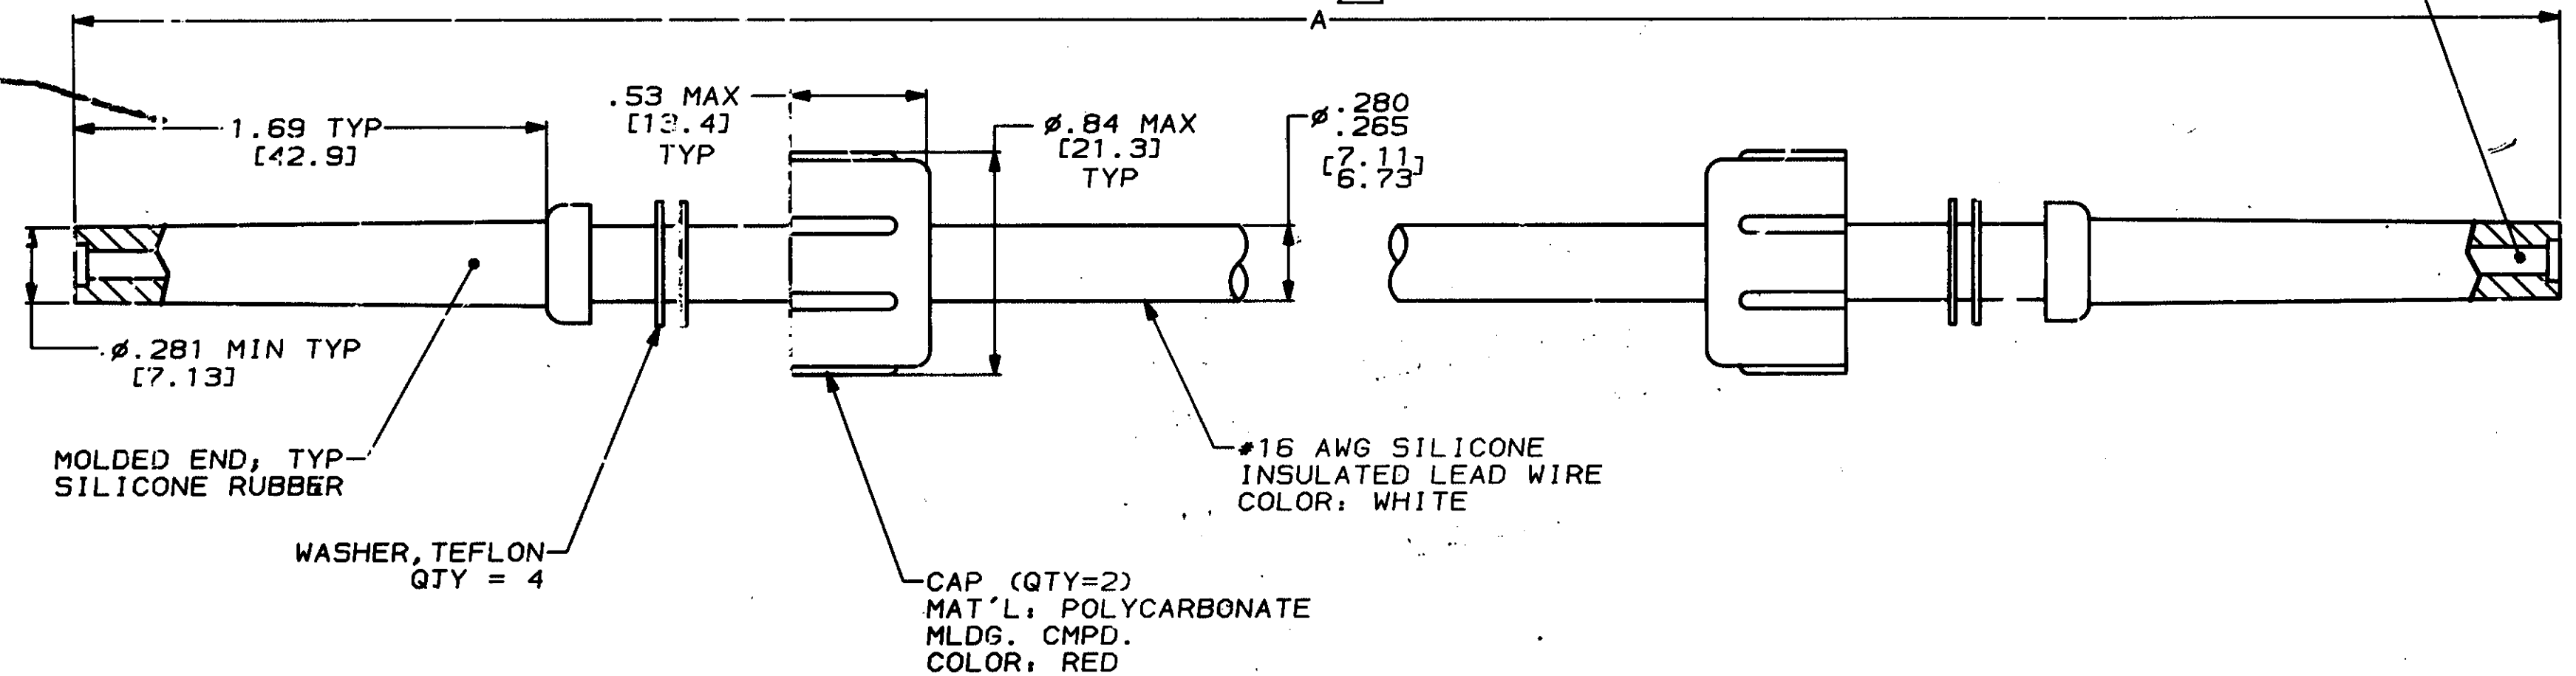 A
1.69 TYP
[42.9]
.53 MAX
[13.4]
TYP
ø.84 MAX
[21.3]
TYP
ø.280
.265
[7.11]
6.73
ø.281 MIN TYP
[7.13]
MOLDED END; TYP
SILICONE RUBBER
WASHER, TEFLON
QTY = 4
CAP (QTY=2)
MAT'L: POLYCARBONATE
MLDG. CMPD.
COLOR: RED
#16 AWG SILICONE
INSULATED LEAD WIRE
COLOR: WHITE